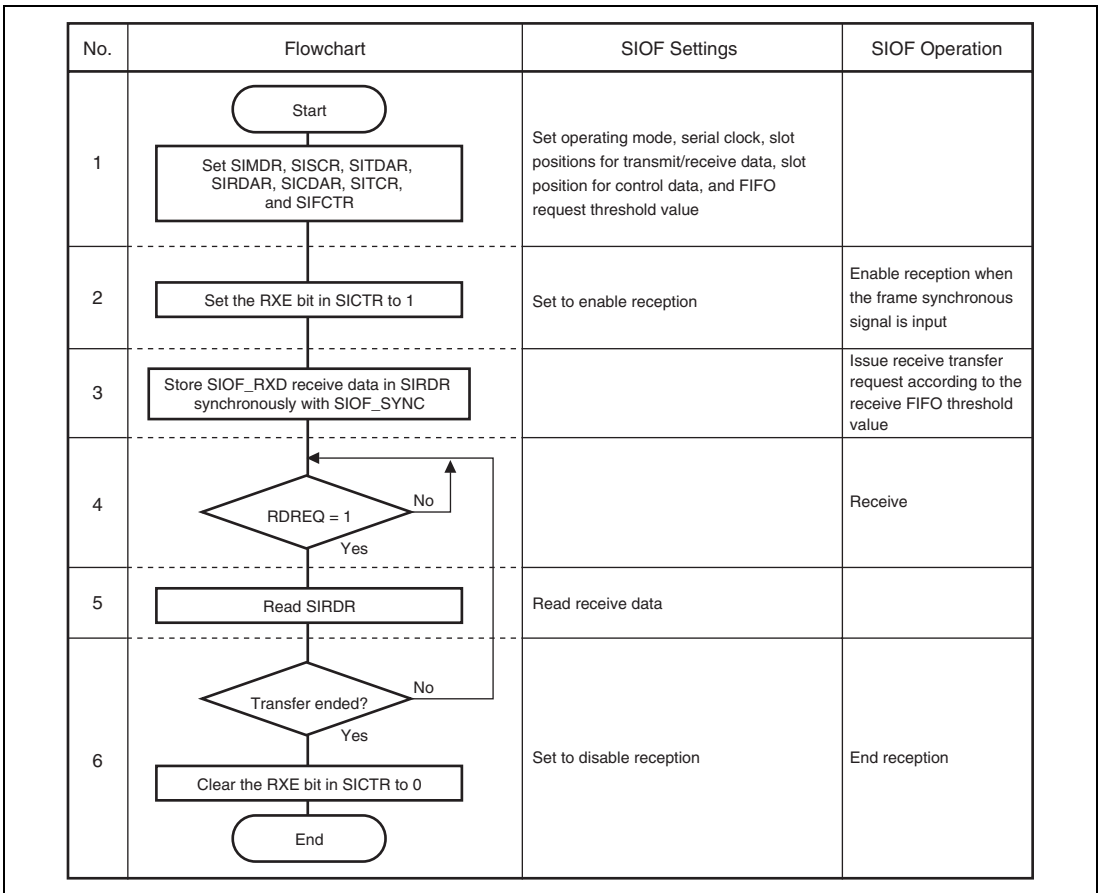 No.
Flowchart
SIOF Settings
SIOF Operation
1
Start
Set SIMDR, SISCR, SITDAR,
SIRDAR, SICDAR, SITCR,
and SIFCTR
Set operating mode, serial clock, slot
positions for transmit/receive data, slot
position for control data, and FIFO
request threshold value
2
Set the RXE bit in SICTR to 1
Set to enable reception
Enable reception when
the frame synchronous
signal is input
3
Store SIOF_RXD receive data in SIRDR
synchronously with SIOF_SYNC
Issue receive transfer
request according to the
receive FIFO threshold
value
4
RDREQ = 1
No
Yes
Receive
5
Read SIRDR
Read receive data
6
Transfer ended?
No
Yes
Clear the RXE bit in SICTR to 0
End
Set to disable reception
End reception